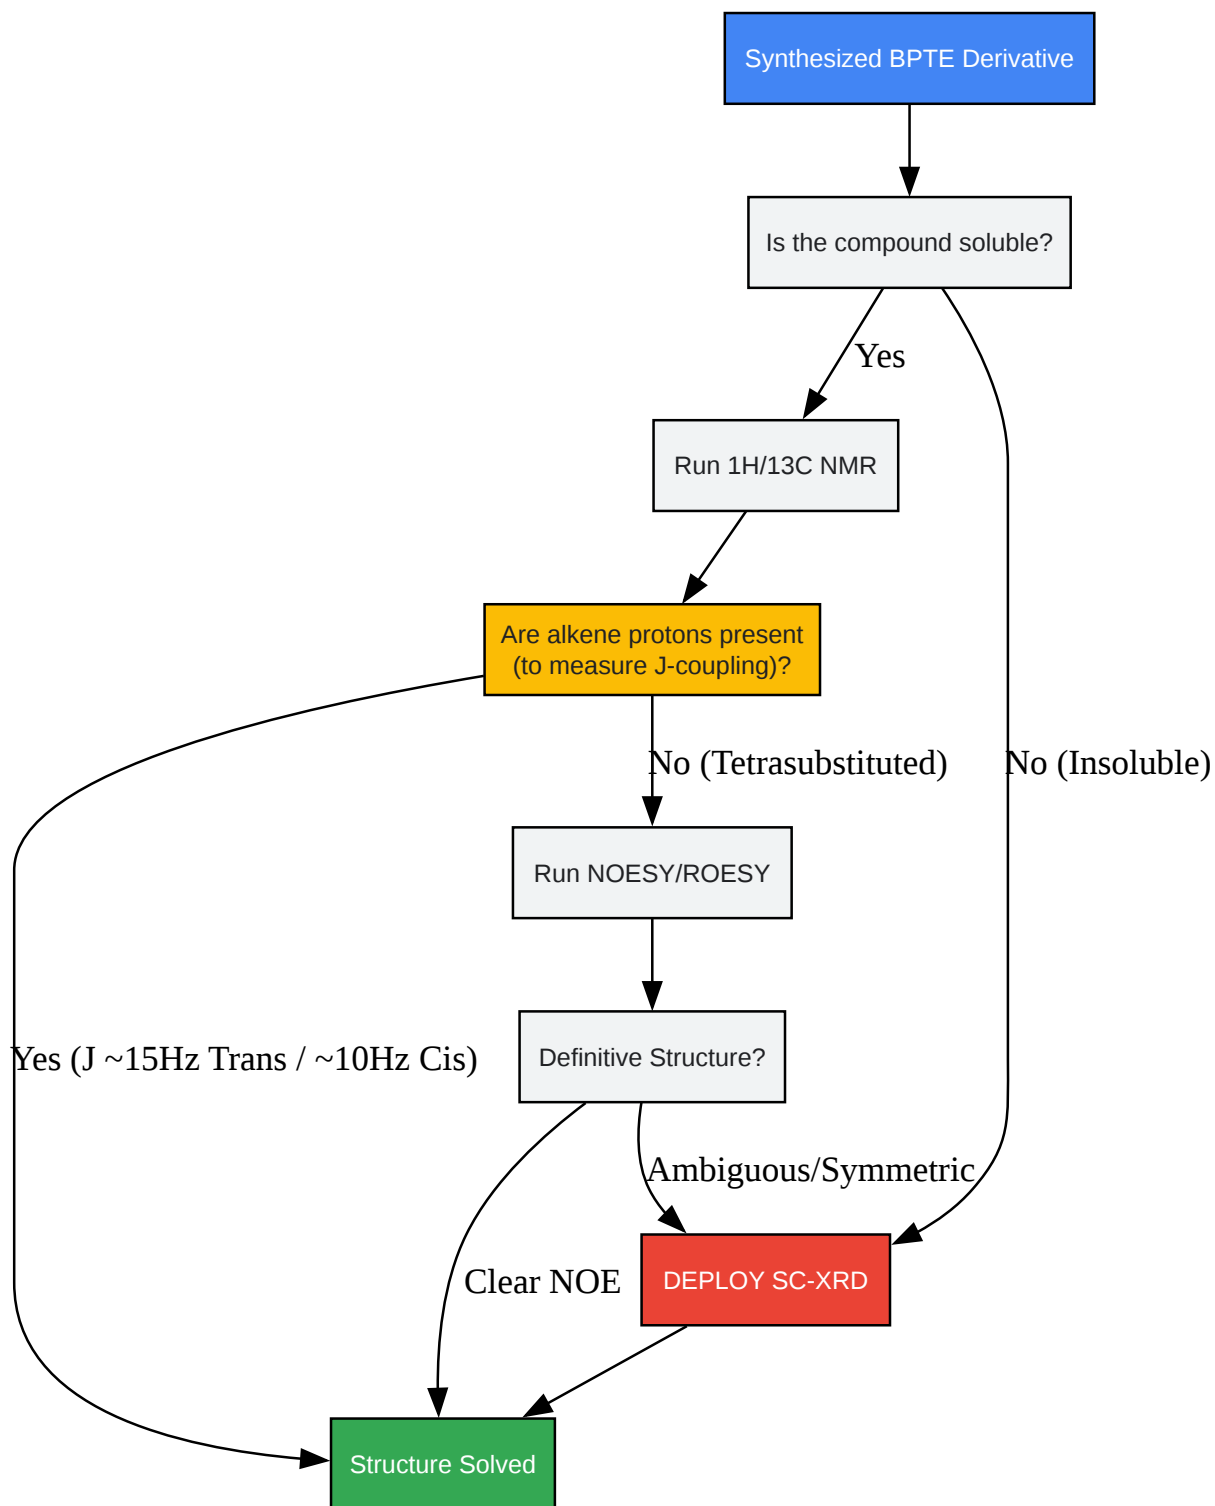 Synthesized BPTE Derivative
Is the compound soluble?
Yes
Run 1H/13C NMR
Are alkene protons present
(to measure J-coupling)?
No (Tetrasubstituted)
No (Insoluble)
Run NOESY/ROESY
Definitive Structure?
Yes (J ~15Hz Trans / ~10Hz Cis)
Ambiguous/Symmetric
Clear NOE
DEPLOY SC-XRD
Structure Solved